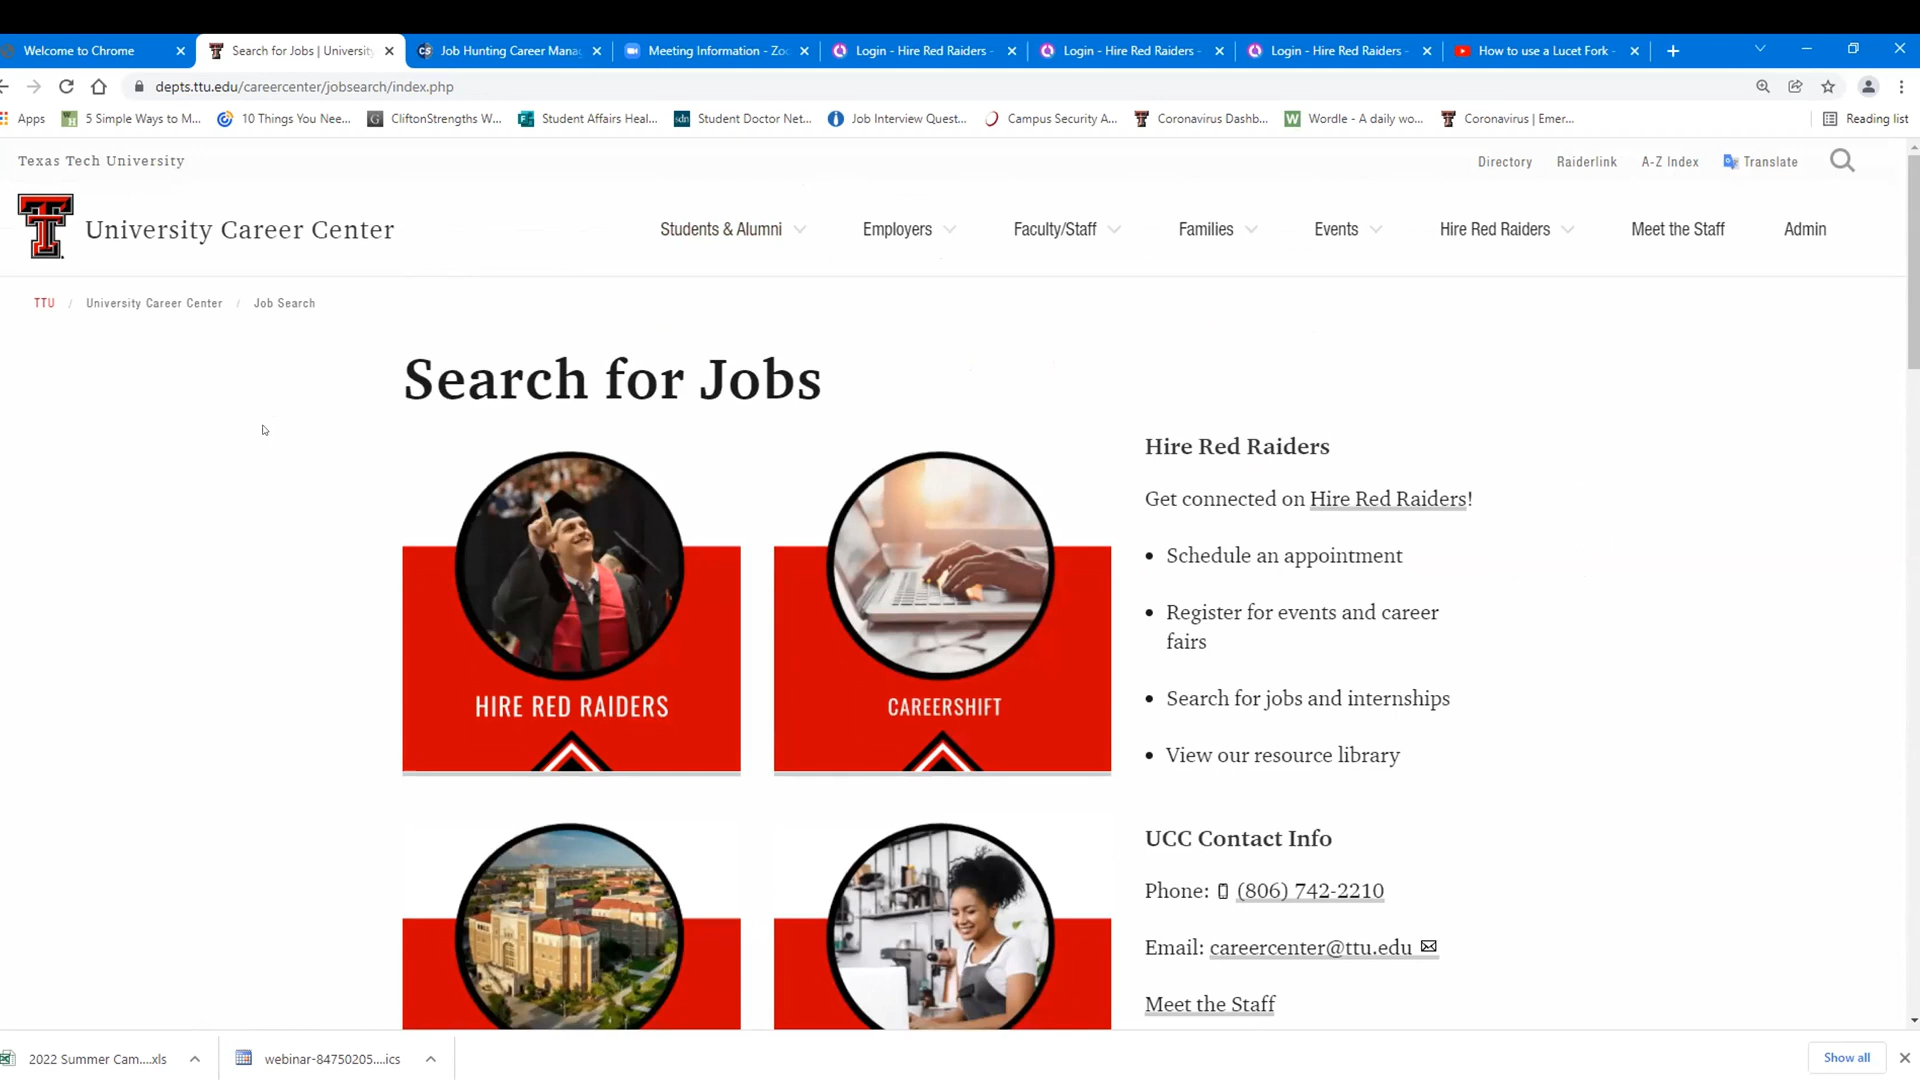 Welcome to Chrome
Search for Jobs | University
Job Hunting Career Mana
Meeting Information - Zoo
Login - Hire Red Raiders -
Login - Hire Red Raiders -
Login - Hire Red Raiders -
How to use a Lucet Fork -
depts.ttu.edu/careercenter/jobsearch/index.php
Apps
5 Simple Ways to M...
10 Things You Nee...
CliftonStrengths W...
Student Affairs Heal...
Student Doctor Net...
Job Interview Quest...
Campus Security A...
Coronavirus Dashb...
Wordle - A daily wo...
Coronavirus | Emer...
Reading list
Texas Tech University
Directory
Raiderlink
A-Z Index
Translate
University Career Center
Students & Alumni
Employers
Faculty/Staff
Families
Events
Hire Red Raiders
Meet the Staff
Admin
TTU / University Career Center / Job Search
Search for Jobs
HIRE RED RAIDERS
CAREERSHIFT
Hire Red Raiders
Get connected on Hire Red Raiders!
• Schedule an appointment
• Register for events and career
fairs
• Search for jobs and internships
• View our resource library
UCC Contact Info
Phone: (806) 742-2210
Email: careercenter@ttu.edu
Meet the Staff
2022 Summer Cam....xls
webinar-84750205....ics
Show all